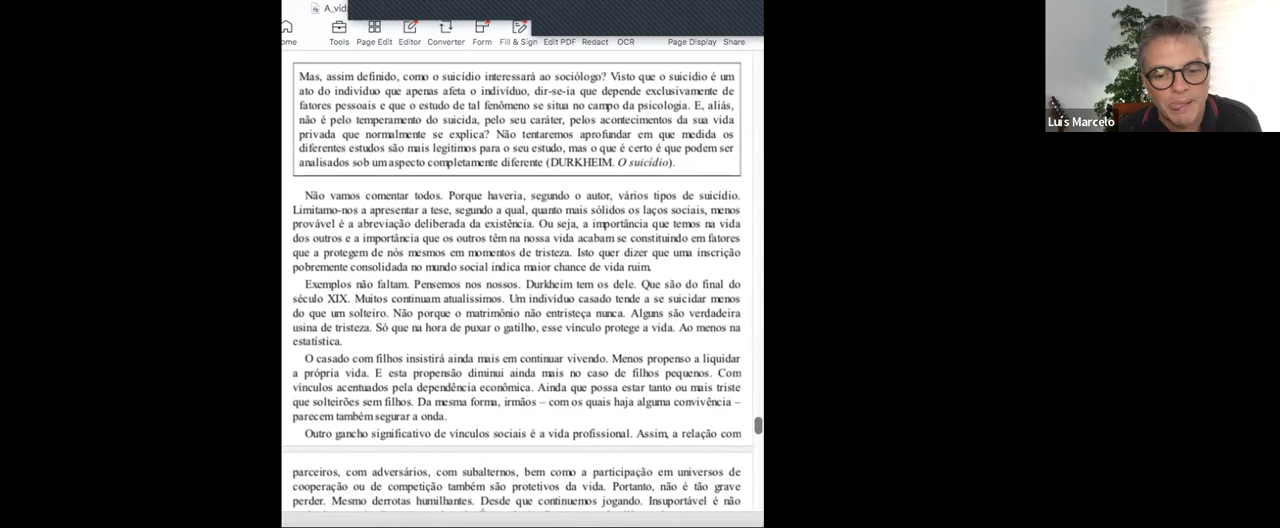 A_vid
ome Tools Page Edit Editor Converter Form Fill & Sign Edit PDF Redact OCR Page Display Share
Mas, assim definido, como o suicídio interessará ao sociólogo? Visto que o suicídio é um
ato do indivíduo que apenas afeta o indivíduo, dir-se-ia que depende exclusivamente de
fatores pessoais e que o estudo de tal fenômeno se situa no campo da psicologia. E, aliás,
não é pelo temperamento do suicida, pelo seu caráter, pelos acontecimentos da sua vida
privada que normalmente se explica? Não tentaremos aprofundar em que medida os
diferentes estudos são mais legítimos para o seu estudo, mas o que é certo é que podem ser
analisados sob um aspecto completamente diferente (DURKHEIM. O suicídio).
Não vamos comentar todos. Porque haveria, segundo o autor, vários tipos de suicídio.
Limitamo-nos a apresentar a tese, segundo a qual, quanto mais sólidos os laços sociais, menos
provável é a abreviação deliberada da existência. Ou seja, a importância que temos na vida
dos outros e a importância que os outros têm na nossa vida acabam se constituindo em fatores
que a protegem de nós mesmos em momentos de tristeza. Isto quer dizer que uma inscrição
pobremente consolidada no mundo social indica maior chance de vida ruim.
Exemplos não faltam. Pensemos nos nossos. Durkheim tem os dele. Que são do final do
século XIX. Muitos continuam atualíssimos. Um indivíduo casado tende a se suicidar menos
do que um solteiro. Não porque o matrimônio não entristeça nunca. Alguns são verdadeira
usina de tristeza. Só que na hora de puxar o gatilho, esse vínculo protege a vida. Ao menos na
estatística.
O casado com filhos insistirá ainda mais em continuar vivendo. Menos propenso a liquidar
a própria vida. E esta propensão diminui ainda mais no caso de filhos pequenos. Com
vínculos acentuados pela dependência econômica. Ainda que possa estar tanto ou mais triste
que solteirões sem filhos. Da mesma forma, irmãos – com os quais haja alguma convivência –
parecem também segurar a onda.
Outro gancho significativo de vínculos sociais é a vida profissional. Assim, a relação com
parceiros, com adversários, com subalternos, bem como a participação em universos de
cooperação ou de competição também são protetivos da vida. Portanto, não é tão grave
perder. Mesmo derrotas humilhantes. Desde que continuemos jogando. Insuportável é não
Luís Marcelo